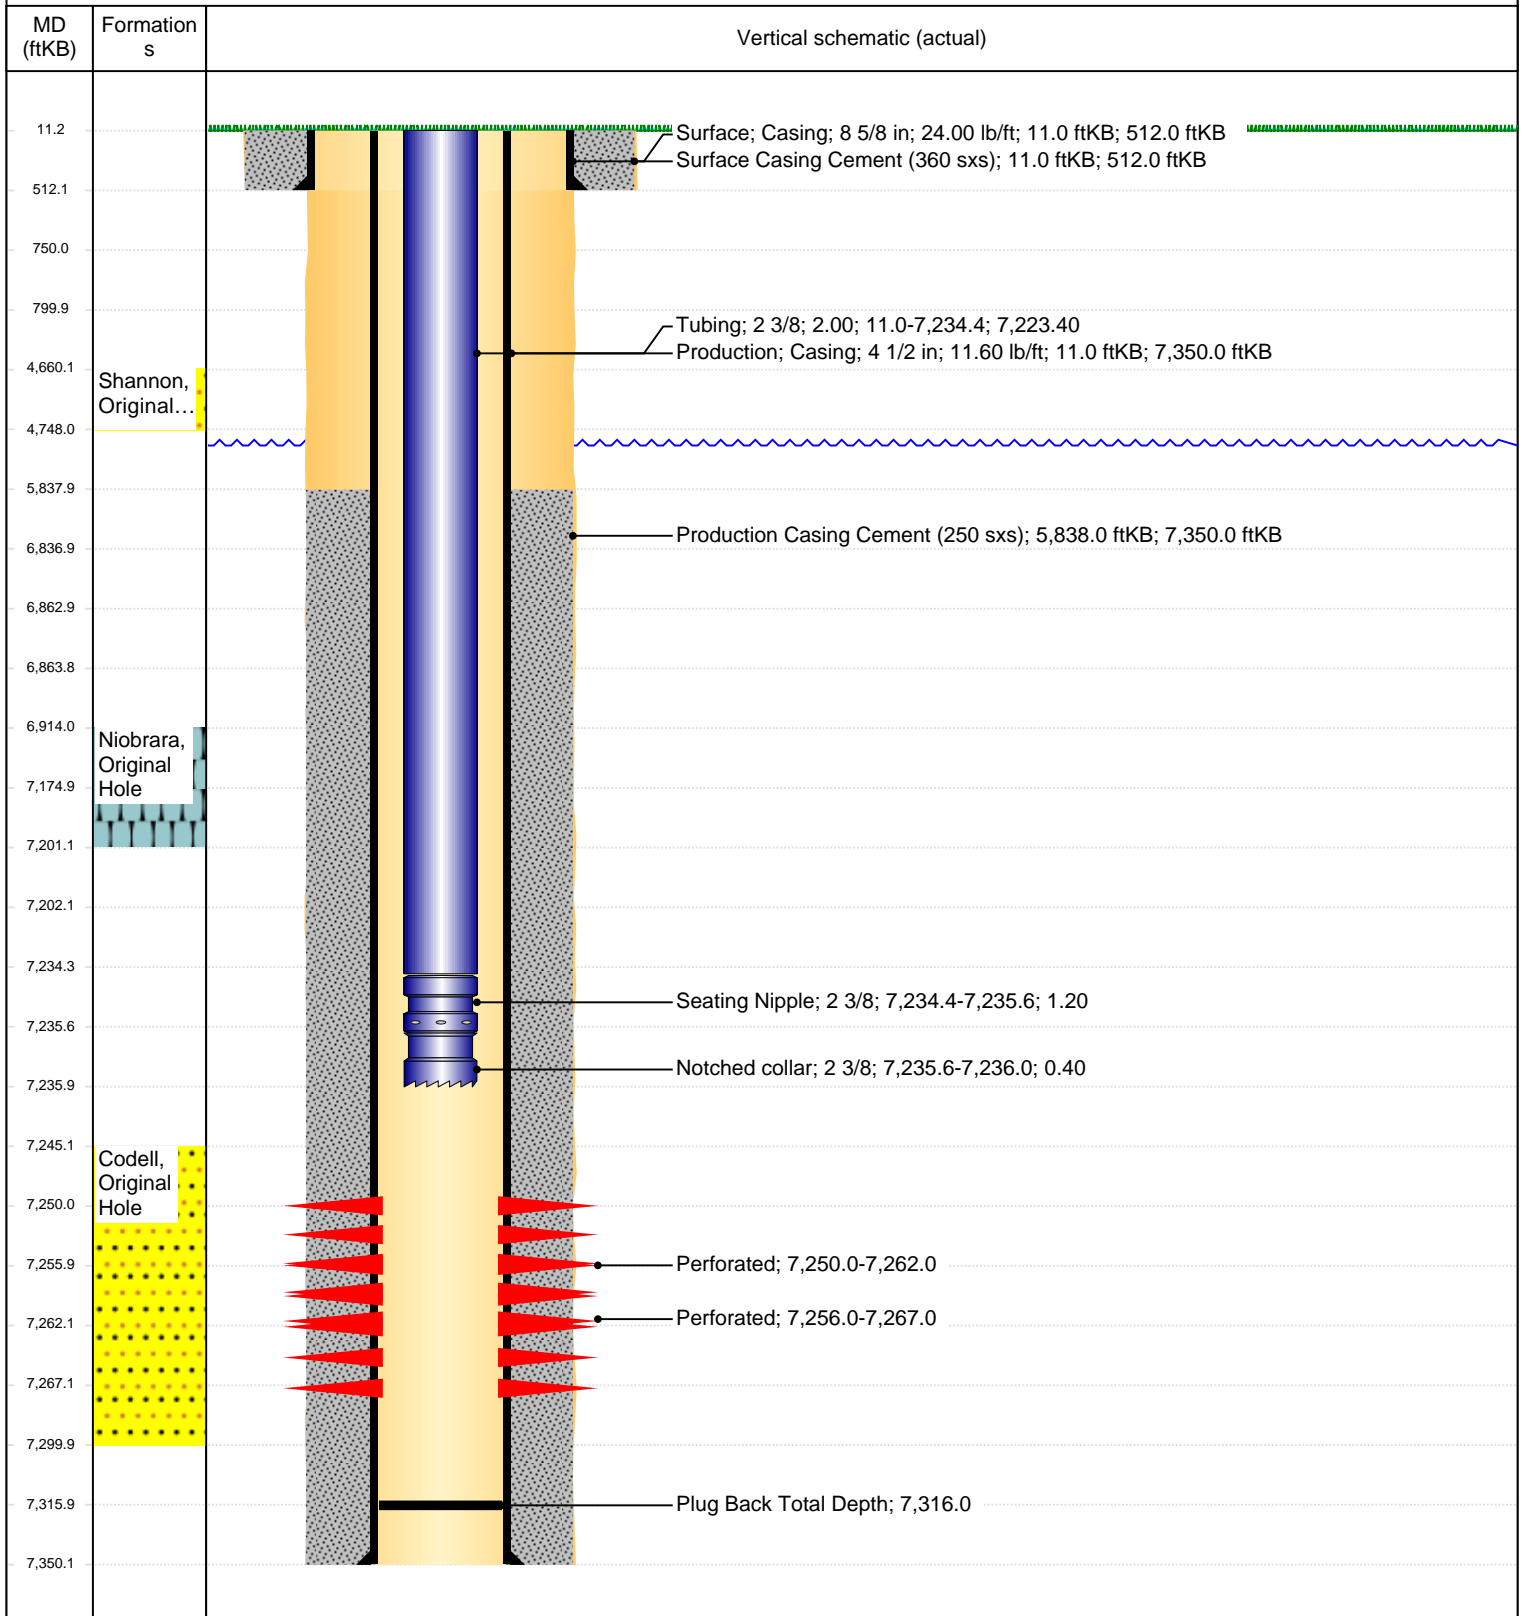 MD
(ftKB)
Formation
s
Vertical schematic (actual)
11.2
Surface; Casing; 8 5/8 in; 24.00 lb/ft; 11.0 ftKB; 512.0 ftKB
Surface Casing Cement (360 sxs); 11.0 ftKB; 512.0 ftKB
512.1
750.0
799.9
Tubing; 2 3/8; 2.00; 11.0-7,234.4; 7,223.40
Production; Casing; 4 1/2 in; 11.60 lb/ft; 11.0 ftKB; 7,350.0 ftKB
4,660.1
Shannon,
Original…
4,748.0
5,837.9
Production Casing Cement (250 sxs); 5,838.0 ftKB; 7,350.0 ftKB
6,836.9
6,862.9
6,863.8
6,914.0
Niobrara,
Original
Hole
7,174.9
7,201.1
7,202.1
7,234.3
Seating Nipple; 2 3/8; 7,234.4-7,235.6; 1.20
7,235.6
Notched collar; 2 3/8; 7,235.6-7,236.0; 0.40
7,235.9
7,245.1
Codell,
Original
Hole
7,250.0
7,255.9
Perforated; 7,250.0-7,262.0
Perforated; 7,256.0-7,267.0
7,262.1
7,267.1
7,299.9
7,315.9
Plug Back Total Depth; 7,316.0
7,350.1